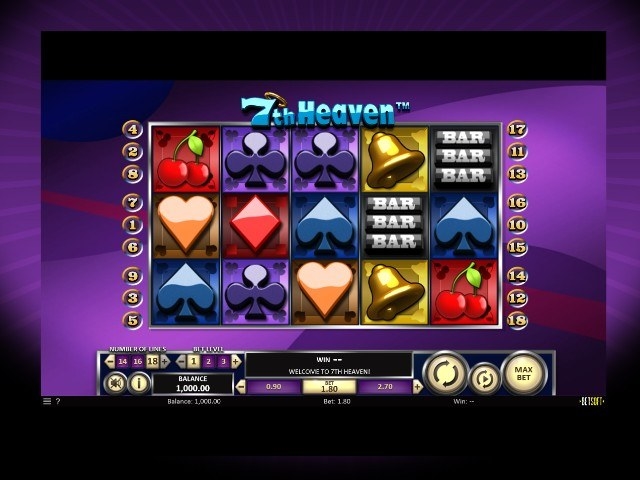 7th Heaven™
4 BAR 17
2 BAR 11
8 BAR 13
7 BAR 16
1 BAR 10
6 BAR 15
9 14
3 12
5 18
NUMBER OF LINES BET LEVEL
14 16 18 1 2 3
WIN --
WELCOME TO 7TH HEAVEN!
BALANCE
1,000.00
0.90 BET 1.80 2.70
MAX BET
? Balance: 1,000.00 Bet: 1.80 Win: -- BETSOFT